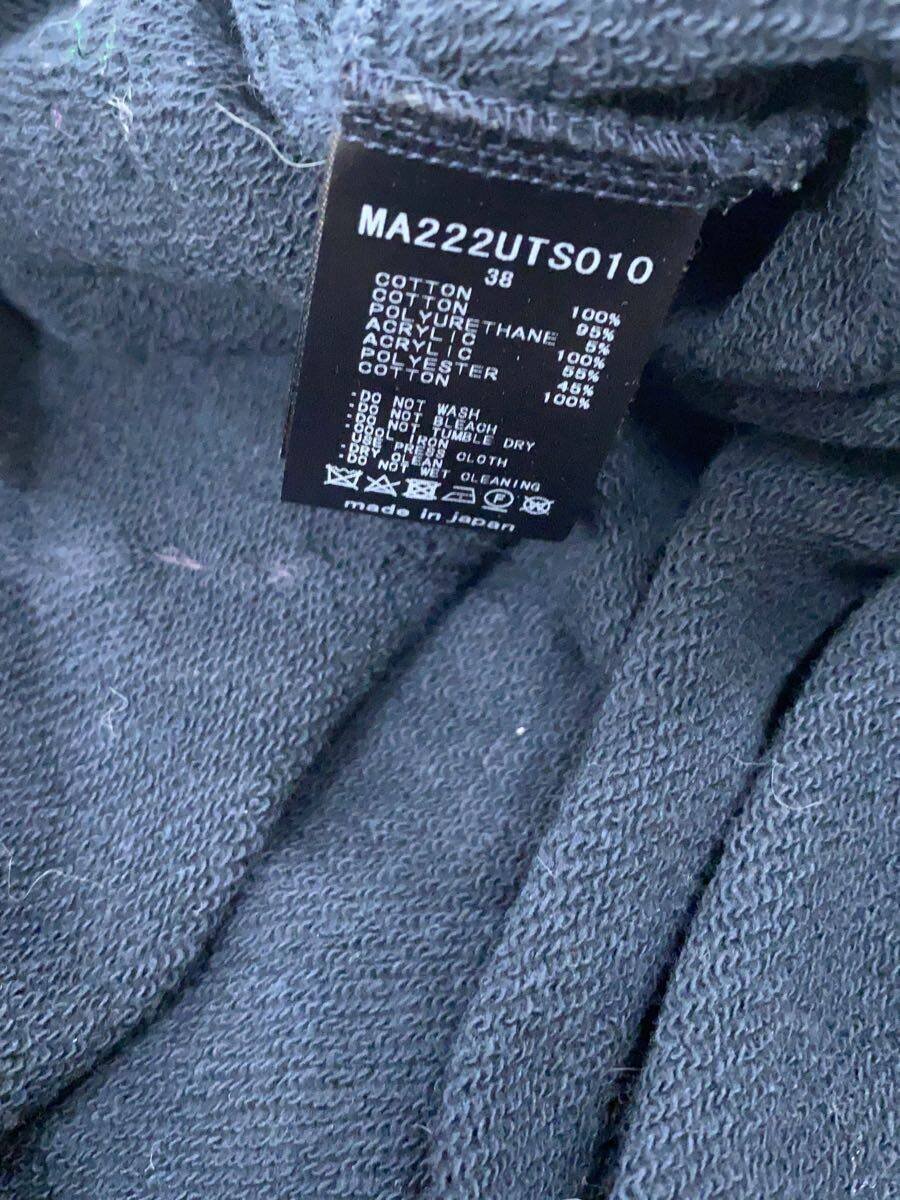 MA222UTS010
38
COTTON 100%
COTTON 95%
POLYURETHANE 5%
ACRYLIC 100%
ACRYLIC 55%
POLYESTER 45%
COTTON 100%
·DO NOT WASH
·DO NOT BLEACH
·DO NOT TUMBLE DRY
·COOL IRON
USE PRESS CLOTH
·DRY CLEAN
·DO NOT WET CLEANING
F W
made in japan